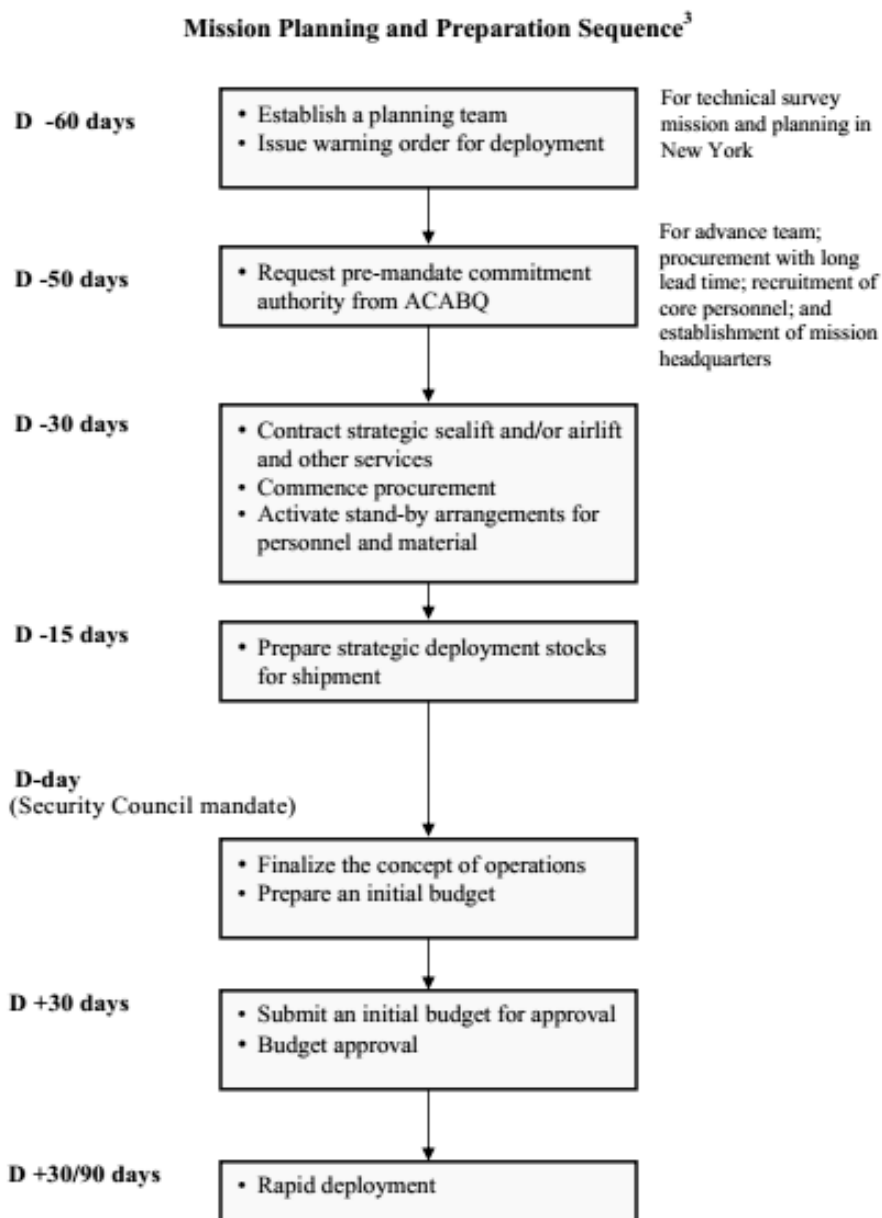 Mission Planning and Preparation Sequence3
D -60 days
• Establish a planning team
• Issue warning order for deployment
For technical survey
mission and planning in
New York
D -50 days
• Request pre-mandate commitment
authority from ACABQ
For advance team;
procurement with long
lead time; recruitment of
core personnel; and
establishment of mission
headquarters
D -30 days
• Contract strategic sealift and/or airlift
and other services
• Commence procurement
• Activate stand-by arrangements for
personnel and material
D -15 days
• Prepare strategic deployment stocks
for shipment
D-day
(Security Council mandate)
• Finalize the concept of operations
• Prepare an initial budget
D +30 days
• Submit an initial budget for approval
• Budget approval
D +30/90 days
• Rapid deployment